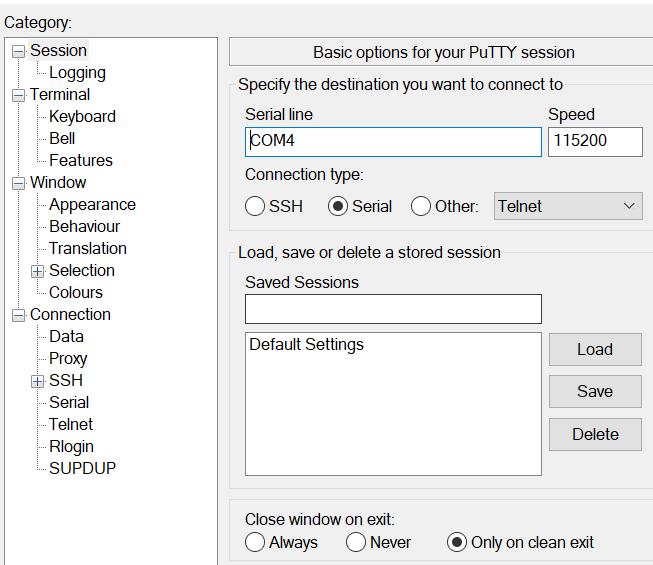 Category:
Session
Logging
Terminal
Keyboard
Bell
Features
Window
Appearance
Behaviour
Translation
Selection
Colours
Connection
Data
Proxy
SSH
Serial
Telnet
Rlogin
SUPDUP
Basic options for your PuTTY session
Specify the destination you want to connect to
Serial line Speed
COM4 115200
Connection type:
SSH Serial Other: Telnet
Load, save or delete a stored session
Saved Sessions
Default Settings
Load
Save
Delete
Close window on exit:
Always Never Only on clean exit